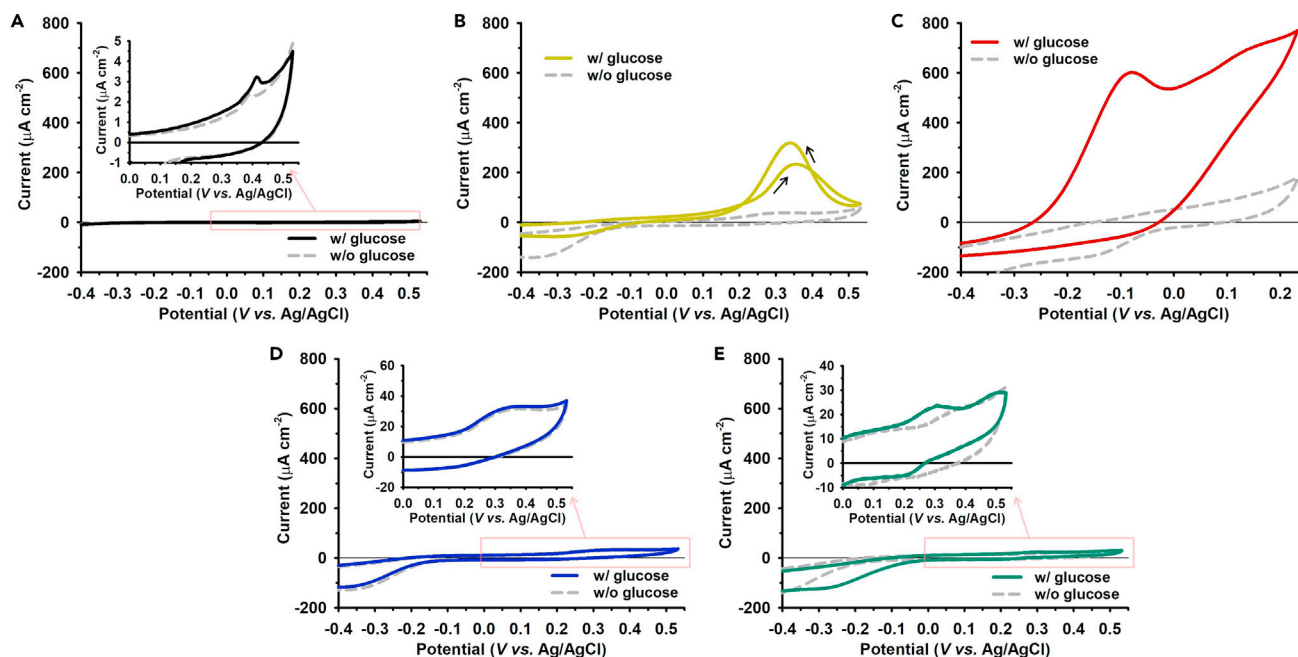 A
800
600
400
200
0
-200
Current (μA cm-2)
5
4
3
2
1
0
-1
Current (μA cm-2)
0.0 0.1 0.2 0.3 0.4 0.5
Potential (V vs. Ag/AgCl)
w/ glucose
w/o glucose
-0.4 -0.3 -0.2 -0.1 0.0 0.1 0.2 0.3 0.4 0.5
Potential (V vs. Ag/AgCl)
B
800
600
400
200
0
-200
Current (μA cm-2)
w/ glucose
w/o glucose
-0.4 -0.3 -0.2 -0.1 0.0 0.1 0.2 0.3 0.4 0.5
Potential (V vs. Ag/AgCl)
C
800
600
400
200
0
-200
Current (μA cm-2)
w/ glucose
w/o glucose
-0.4 -0.3 -0.2 -0.1 0.0 0.1 0.2
Potential (V vs. Ag/AgCl)
D
800
600
400
200
0
-200
Current (μA cm-2)
60
40
20
0
-20
Current (μA cm-2)
0.0 0.1 0.2 0.3 0.4 0.5
Potential (V vs. Ag/AgCl)
w/ glucose
w/o glucose
-0.4 -0.3 -0.2 -0.1 0.0 0.1 0.2 0.3 0.4 0.5
Potential (V vs. Ag/AgCl)
E
800
600
400
200
0
-200
Current (μA cm-2)
40
30
20
10
0
-10
Current (μA cm-2)
0.0 0.1 0.2 0.3 0.4 0.5
Potential (V vs. Ag/AgCl)
w/ glucose
w/o glucose
-0.4 -0.3 -0.2 -0.1 0.0 0.1 0.2 0.3 0.4 0.5
Potential (V vs. Ag/AgCl)